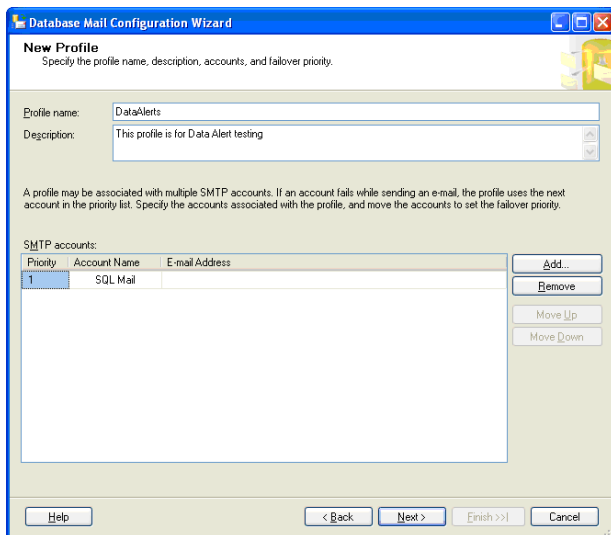 Database Mail Configuration Wizard
New Profile
Specify the profile name, description, accounts, and failover priority.
Profile name: DataAlerts
Description: This profile is for Data Alert testing
A profile may be associated with multiple SMTP accounts. If an account fails while sending an e-mail, the profile uses the next
account in the priority list. Specify the accounts associated with the profile, and move the accounts to set the failover priority.
SMTP accounts:
Priority Account Name E-mail Address
1 SQL Mail
Add...
Remove
Move Up
Move Down
Help < Back Next > Finish >>| Cancel